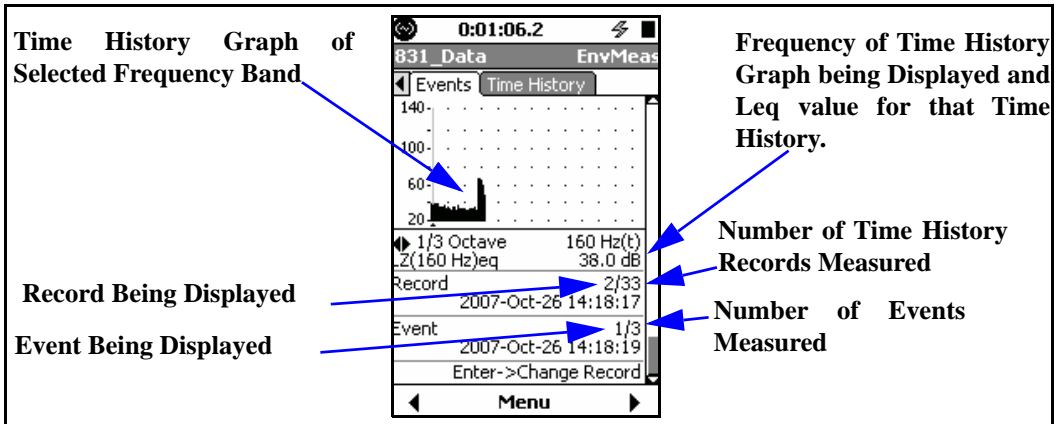 Time History Graph of
Selected Frequency Band
Record Being Displayed
Event Being Displayed
0:01:06.2
831_Data EnvMeas
Events Time History
140
100
60
20
1/3 Octave 160 Hz(t)
LZ(160 Hz)eq 38.0 dB
Record 2/33
2007-Oct-26 14:18:17
Event 1/3
2007-Oct-26 14:18:19
Enter->Change Record
Menu
Frequency of Time History
Graph being Displayed and
Leq value for that Time
History.
Number of Time History
Records Measured
Number of Events
Measured